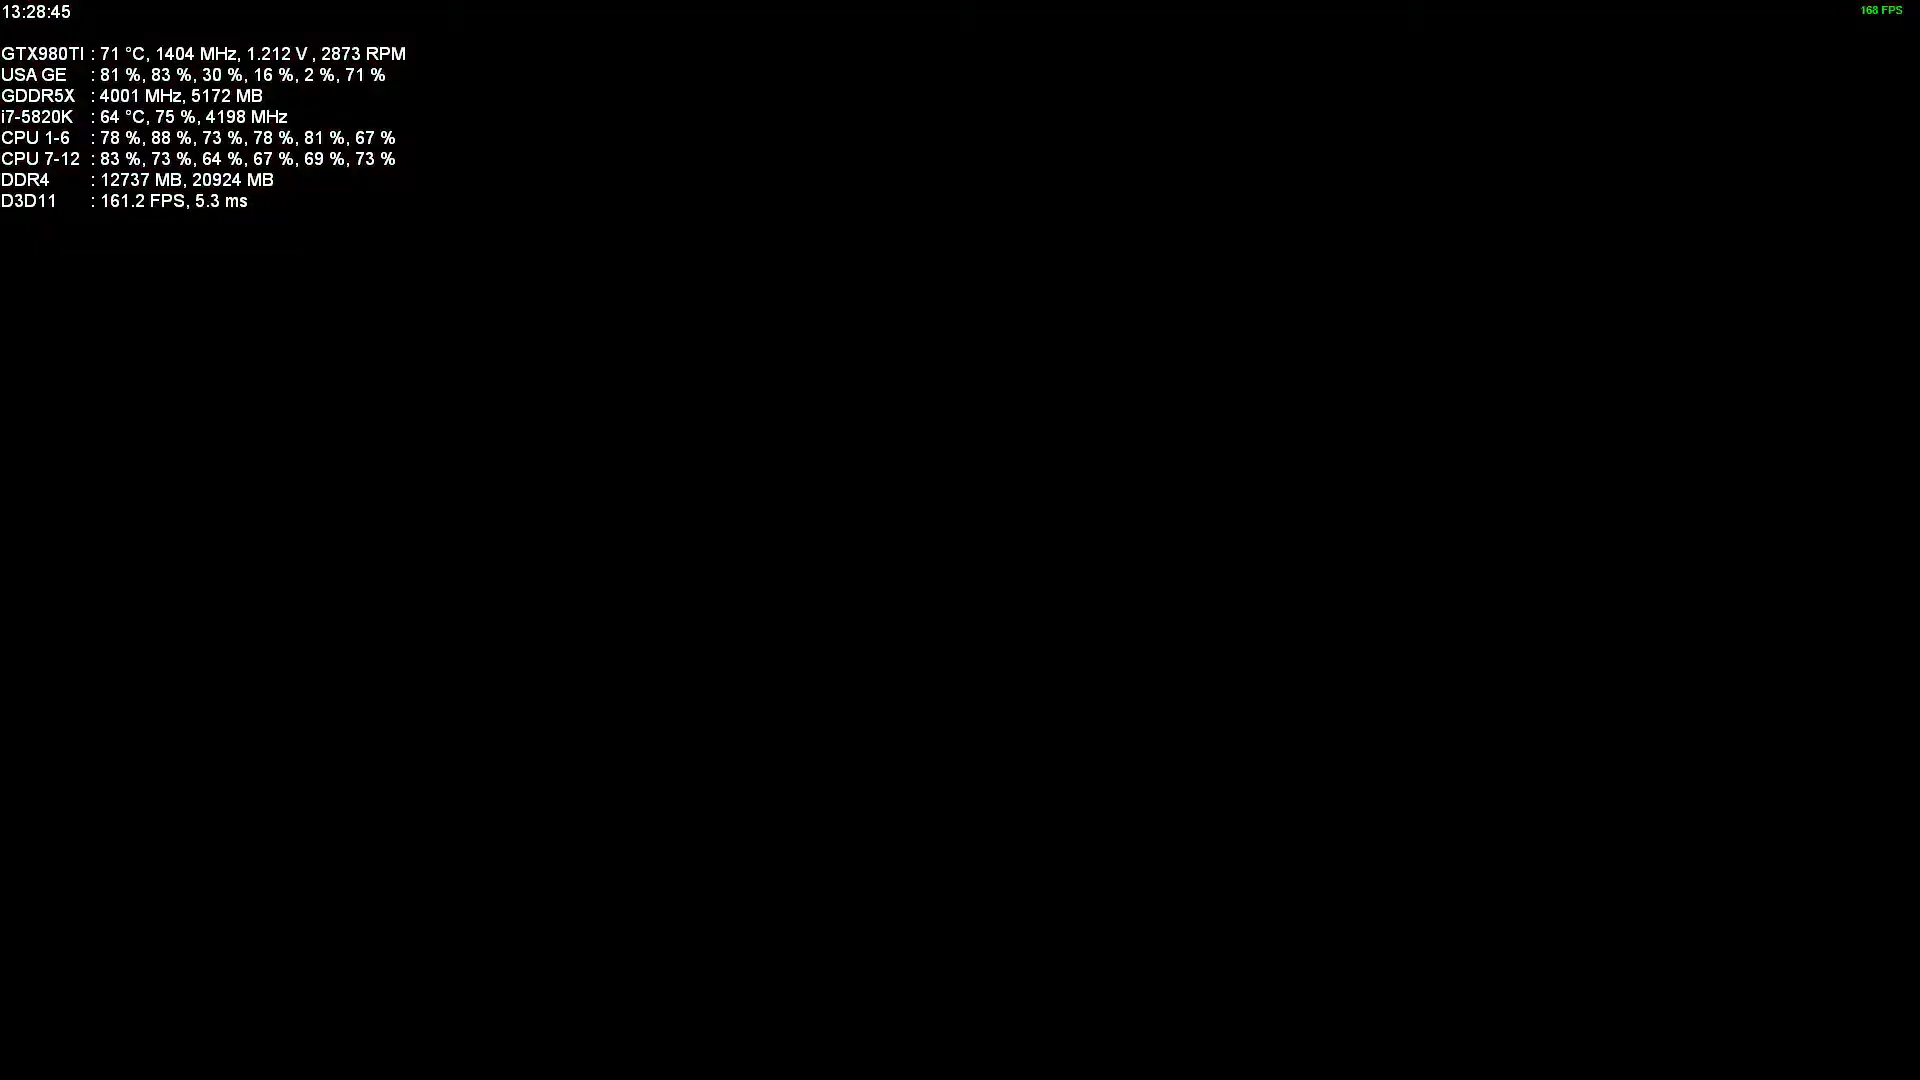 13:28:45
168 FPS
GTX980TI : 71 °C, 1404 MHz, 1.212 V , 2873 RPM
USA GE : 81 %, 83 %, 30 %, 16 %, 2 %, 71 %
GDDR5X : 4001 MHz, 5172 MB
i7-5820K : 64 °C, 75 %, 4198 MHz
CPU 1-6 : 78 %, 88 %, 73 %, 78 %, 81 %, 67 %
CPU 7-12 : 83 %, 73 %, 64 %, 67 %, 69 %, 73 %
DDR4 : 12737 MB, 20924 MB
D3D11 : 161.2 FPS, 5.3 ms